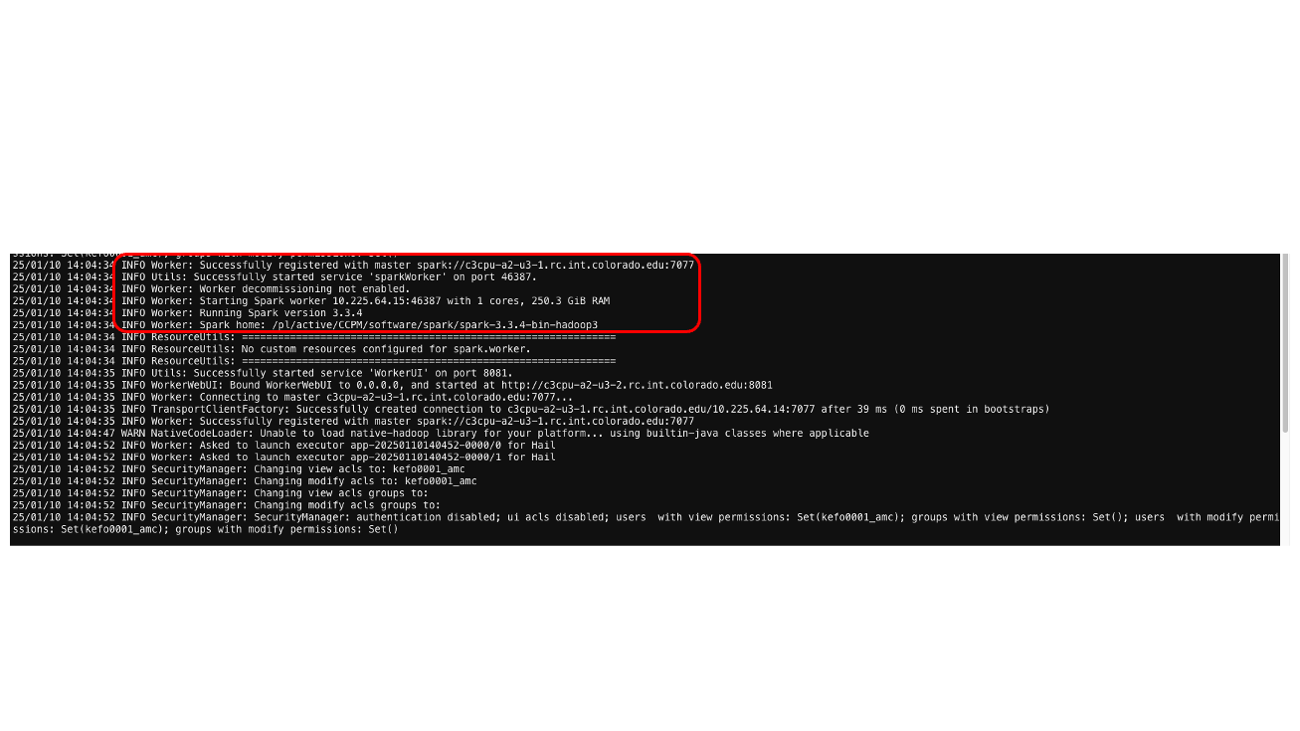 25/01/10 14:04:34 INFO Worker: Successfully registered with master spark://c3cpu-a2-u3-1.rc.int.colorado.edu:7077
25/01/10 14:04:34 INFO Utils: Successfully started service 'sparkWorker' on port 46387.
25/01/10 14:04:34 INFO Worker: Worker decommissioning not enabled.
25/01/10 14:04:34 INFO Worker: Starting Spark worker 10.225.64.15:46387 with 1 cores, 250.3 GiB RAM
25/01/10 14:04:34 INFO Worker: Running Spark version 3.3.4
25/01/10 14:04:34 INFO Worker: Spark home: /pl/active/CCPM/software/spark/spark-3.3.4-bin-hadoop3
25/01/10 14:04:34 INFO ResourceUtils: ==============================================================
25/01/10 14:04:34 INFO ResourceUtils: No custom resources configured for spark.worker.
25/01/10 14:04:34 INFO ResourceUtils: ==============================================================
25/01/10 14:04:35 INFO Utils: Successfully started service 'WorkerUI' on port 8081.
25/01/10 14:04:35 INFO WorkerWebUI: Bound WorkerWebUI to 0.0.0.0, and started at http://c3cpu-a2-u3-2.rc.int.colorado.edu:8081
25/01/10 14:04:35 INFO Worker: Connecting to master c3cpu-a2-u3-1.rc.int.colorado.edu:7077...
25/01/10 14:04:35 INFO TransportClientFactory: Successfully created connection to c3cpu-a2-u3-1.rc.int.colorado.edu/10.225.64.14:7077 after 39 ms (0 ms spent in bootstraps)
25/01/10 14:04:35 INFO Worker: Successfully registered with master spark://c3cpu-a2-u3-1.rc.int.colorado.edu:7077
25/01/10 14:04:47 WARN NativeCodeLoader: Unable to load native-hadoop library for your platform... using builtin-java classes where applicable
25/01/10 14:04:52 INFO Worker: Asked to launch executor app-20250110140452-0000/0 for Hail
25/01/10 14:04:52 INFO Worker: Asked to launch executor app-20250110140452-0000/1 for Hail
25/01/10 14:04:52 INFO SecurityManager: Changing view acls to: kefo0001_amc
25/01/10 14:04:52 INFO SecurityManager: Changing modify acls to: kefo0001_amc
25/01/10 14:04:52 INFO SecurityManager: Changing view acls groups to:
25/01/10 14:04:52 INFO SecurityManager: Changing modify acls groups to:
25/01/10 14:04:52 INFO SecurityManager: SecurityManager: authentication disabled; ui acls disabled; users  with view permissions: Set(kefo0001_amc); groups with view permissions: Set(); users  with modify permi
ssions: Set(kefo0001_amc); groups with modify permissions: Set()